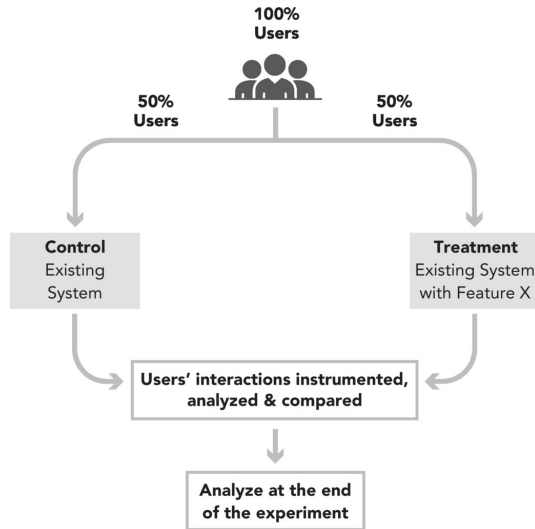 100%
Users
50%
Users
50%
Users
Control
Existing
System
Treatment
Existing System
with Feature X
Users’ interactions instrumented,
analyzed & compared
Analyze at the end
of the experiment